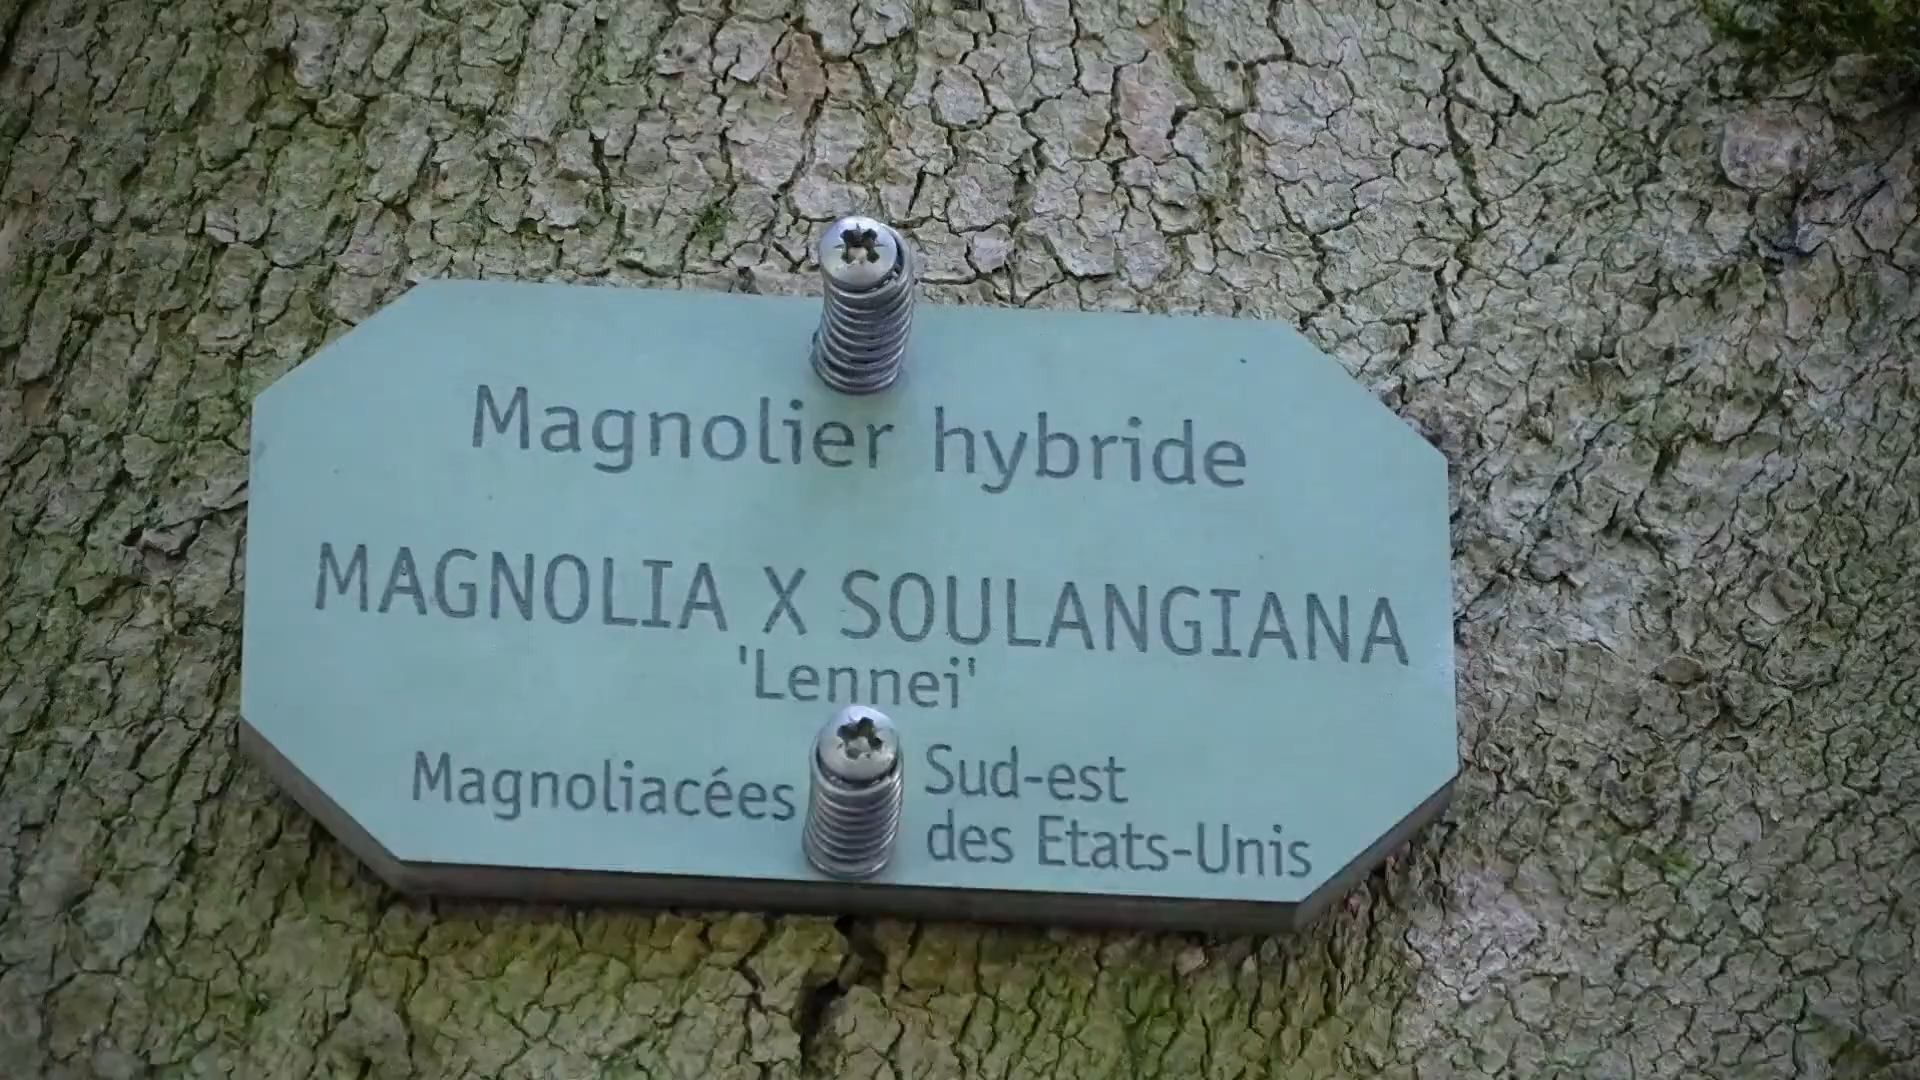 Magnolier hybride
MAGNOLIA X SOULANGIANA
'Lennei'
Magnoliacées
Sud-est
des Etats-Unis